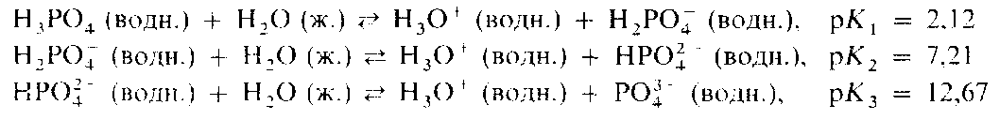 H₃PO₄ (водн.) + H₂O (ж.) ⇄ H₃O⁺ (водн.) + H₂PO₄⁻ (водн.), pK₁ = 2,12
H₂PO₄⁻ (водн.) + H₂O (ж.) ⇄ H₃O⁺ (водн.) + HPO₄²⁻ (водн.), pK₂ = 7,21
HPO₄²⁻ (водн.) + H₂O (ж.) ⇄ H₃O⁺ (водн.) + PO₄³⁻ (водн.), pK₃ = 12,67